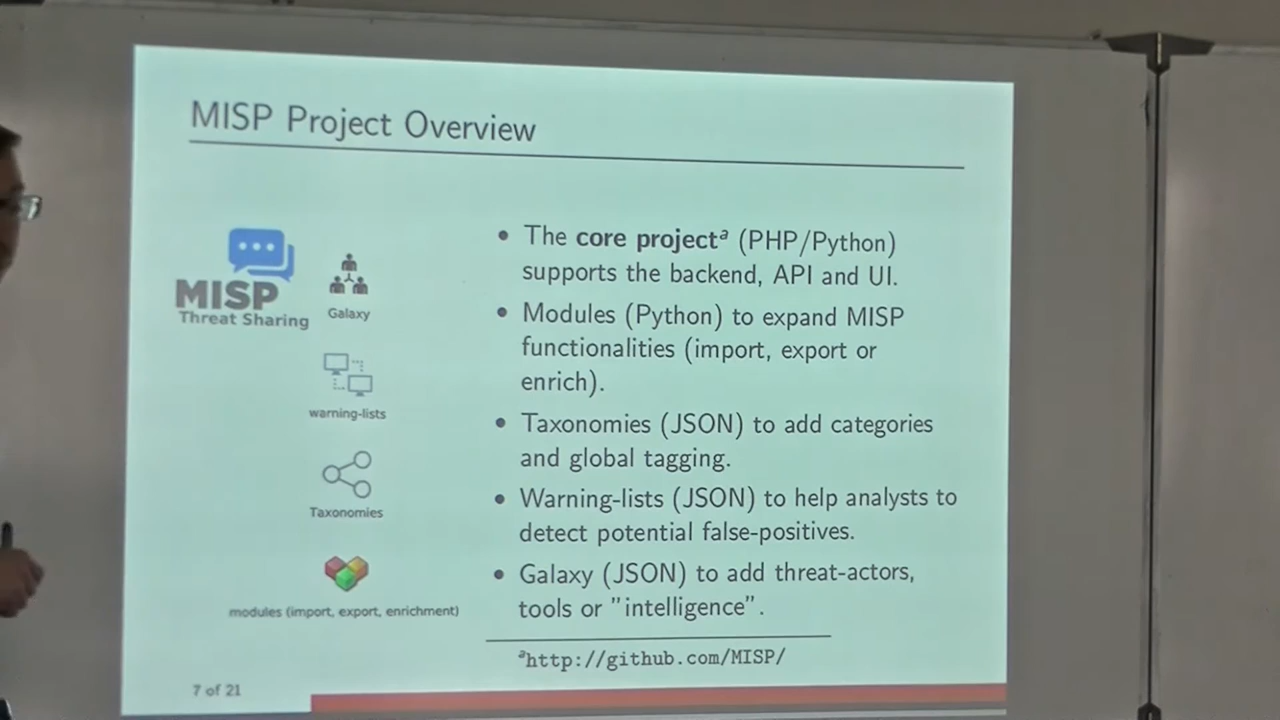 MISP Project Overview
MISP
Threat Sharing
Galaxy
warning-lists
Taxonomies
modules (import, export, enrichment)
• The core projectᵃ (PHP/Python)
supports the backend, API and UI.
• Modules (Python) to expand MISP
functionalities (import, export or
enrich).
• Taxonomies (JSON) to add categories
and global tagging.
• Warning-lists (JSON) to help analysts to
detect potential false-positives.
• Galaxy (JSON) to add threat-actors,
tools or "intelligence".
ᵃhttp://github.com/MISP/
7 of 21